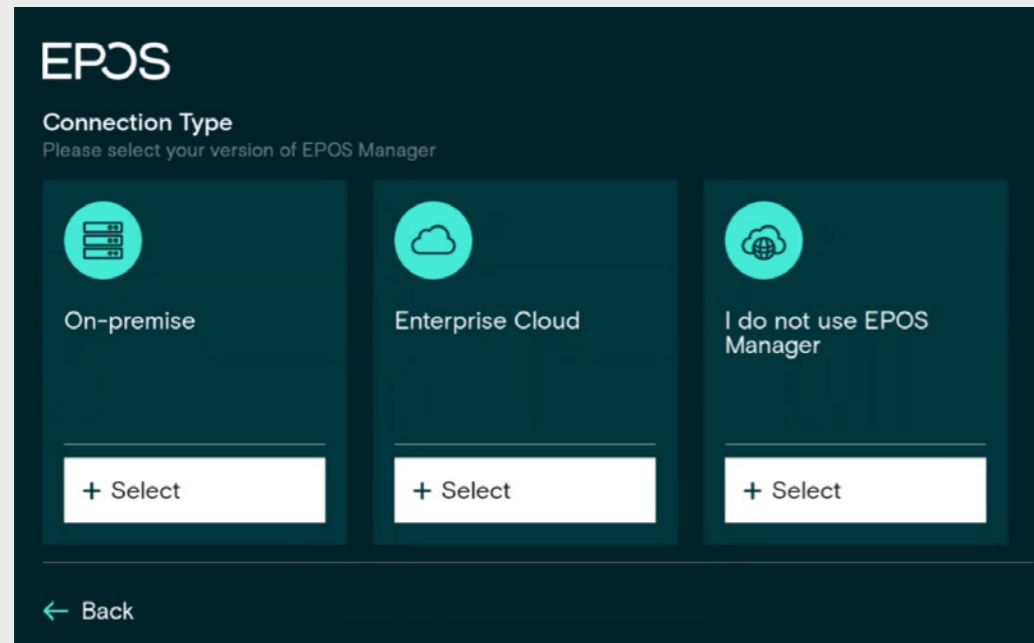 EPOS
Connection Type
Please select your version of EPOS Manager
On-premise
Enterprise Cloud
I do not use EPOS
Manager
+ Select
+ Select
+ Select
← Back